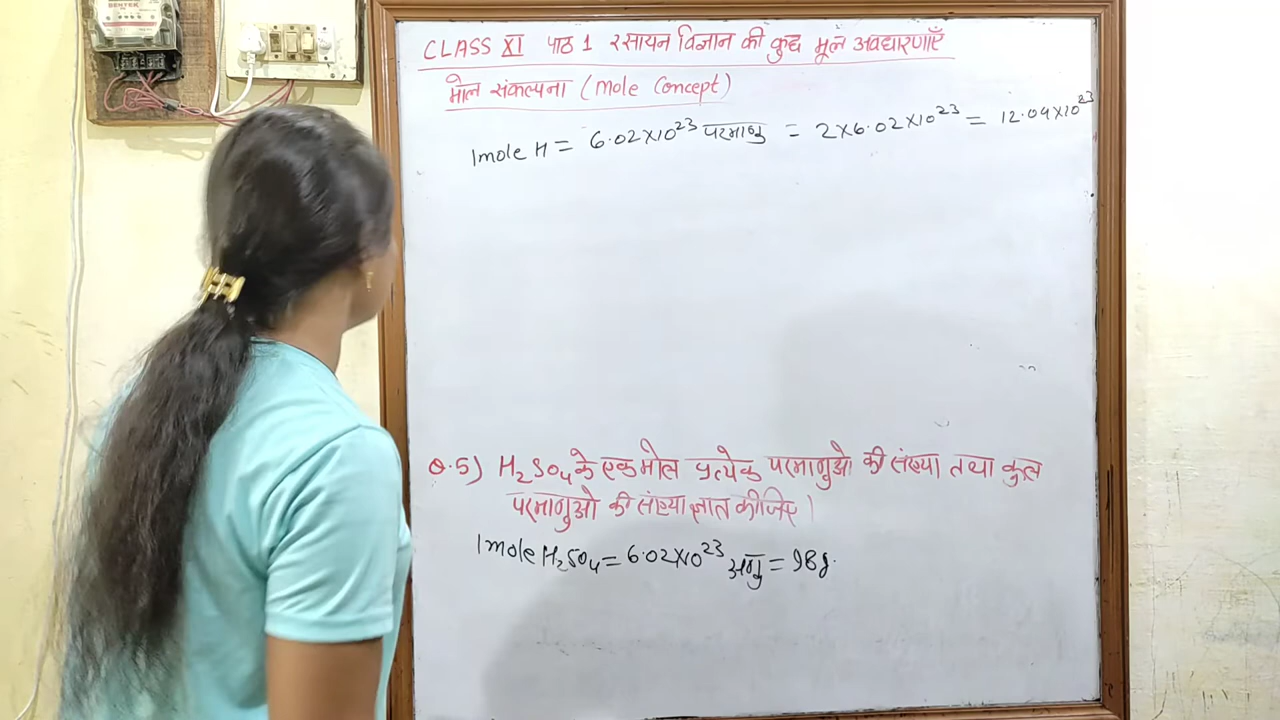 BENTEK
CLASS XI पाठ 1 रसायन विज्ञान की कुछ मूल अवधारणाएँ
मोल संकल्पना (Mole Concept)
1mole H = 6.02×10²³ परमाणु = 2×6.02×10²³ = 12.04×10²³
Q.5) H₂SO₄ के एक मोल प्रत्येक परमाणुओ की संख्या तथा कुल
परमाणुओ की संख्या ज्ञात कीजिए।
1mole H₂SO₄ = 6.02×10²³ अणु = 98g.